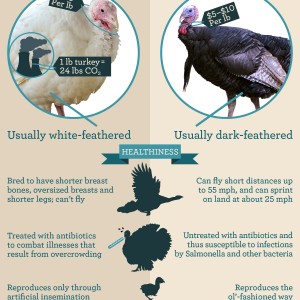 Per lb
$5–$10
Per lb
1 lb turkey =
24 lbs CO₂
Usually white-feathered
Usually dark-feathered
HEALTHINESS
Bred to have shorter breast
bones, oversized breasts and
shorter legs; can't fly
Can fly short distances up
to 55 mph, and can sprint
on land at about 25 mph
Treated with antibiotics
to combat illnesses that
result from overcrowding
Untreated with antibiotics and
thus susceptible to infections
by Salmonella and other bacteria
Reproduces only through
artificial insemination
Reproduces the
ol'-fashioned way